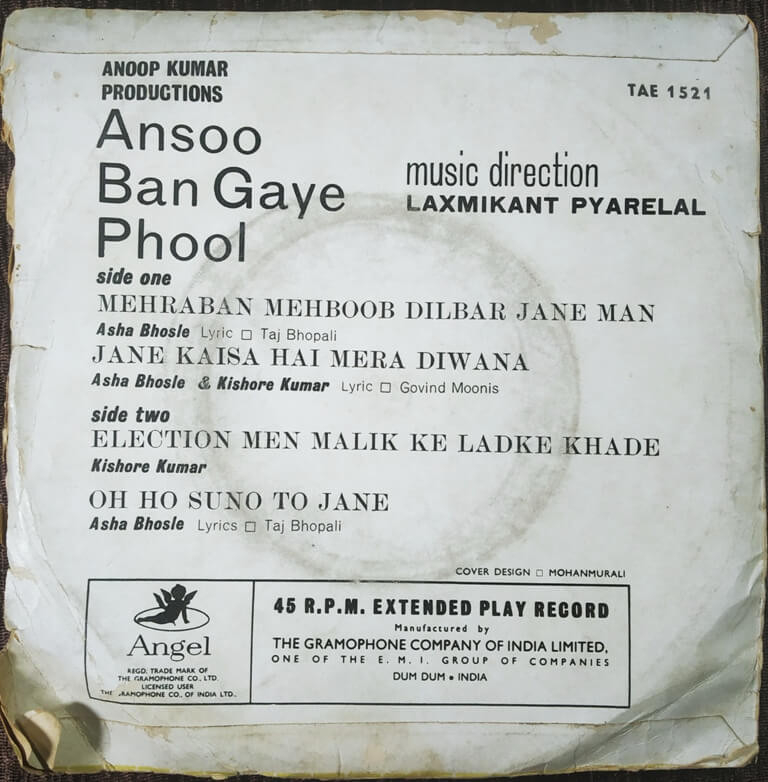 ANOOP KUMAR
PRODUCTIONS
TAE 1521
Ansoo
Ban Gaye
Phool
music direction
LAXMIKANT PYARELAL
side one
MEHRABAN MEHBOOB DILBAR JANE MAN
Asha Bhosle Lyric □ Taj Bhopali
JANE KAISA HAI MERA DIWANA
Asha Bhosle & Kishore Kumar Lyric □ Govind Moonis
side two
ELECTION MEN MALIK KE LADKE KHADE
Kishore Kumar
OH HO SUNO TO JANE
Asha Bhosle Lyrics □ Taj Bhopali
COVER DESIGN □ MOHANMURALI
Angel
REGD. TRADE MARK OF
THE GRAMOPHONE CO., LTD.
LICENSED USER
THE GRAMOPHONE CO., OF INDIA LTD.,
45 R.P.M. EXTENDED PLAY RECORD
Manufactured by
THE GRAMOPHONE COMPANY OF INDIA LIMITED,
ONE OF THE E. M. I. GROUP OF COMPANIES
DUM DUM • INDIA